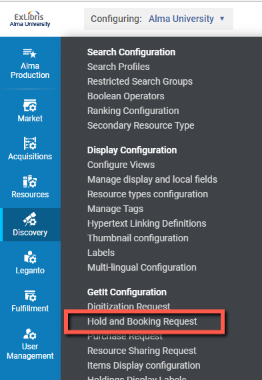 ExLibris
Alma University
Configuring: Alma University
Alma
Production
Market
Acquisitions
Resources
Discovery
Leganto
Fulfillment
User
Management
Search Configuration
Search Profiles
Restricted Search Groups
Boolean Operators
Ranking Configuration
Secondary Resource Type
Display Configuration
Configure Views
Manage display and local fields
Resource types configuration
Manage Tags
Hypertext Linking Definitions
Thumbnail configuration
Labels
Multi-lingual Configuration
GetIt Configuration
Digitization Request
Hold and Booking Request
Purchase Request
Resource Sharing Request
Items Display Configuration
Holdings Display Labels